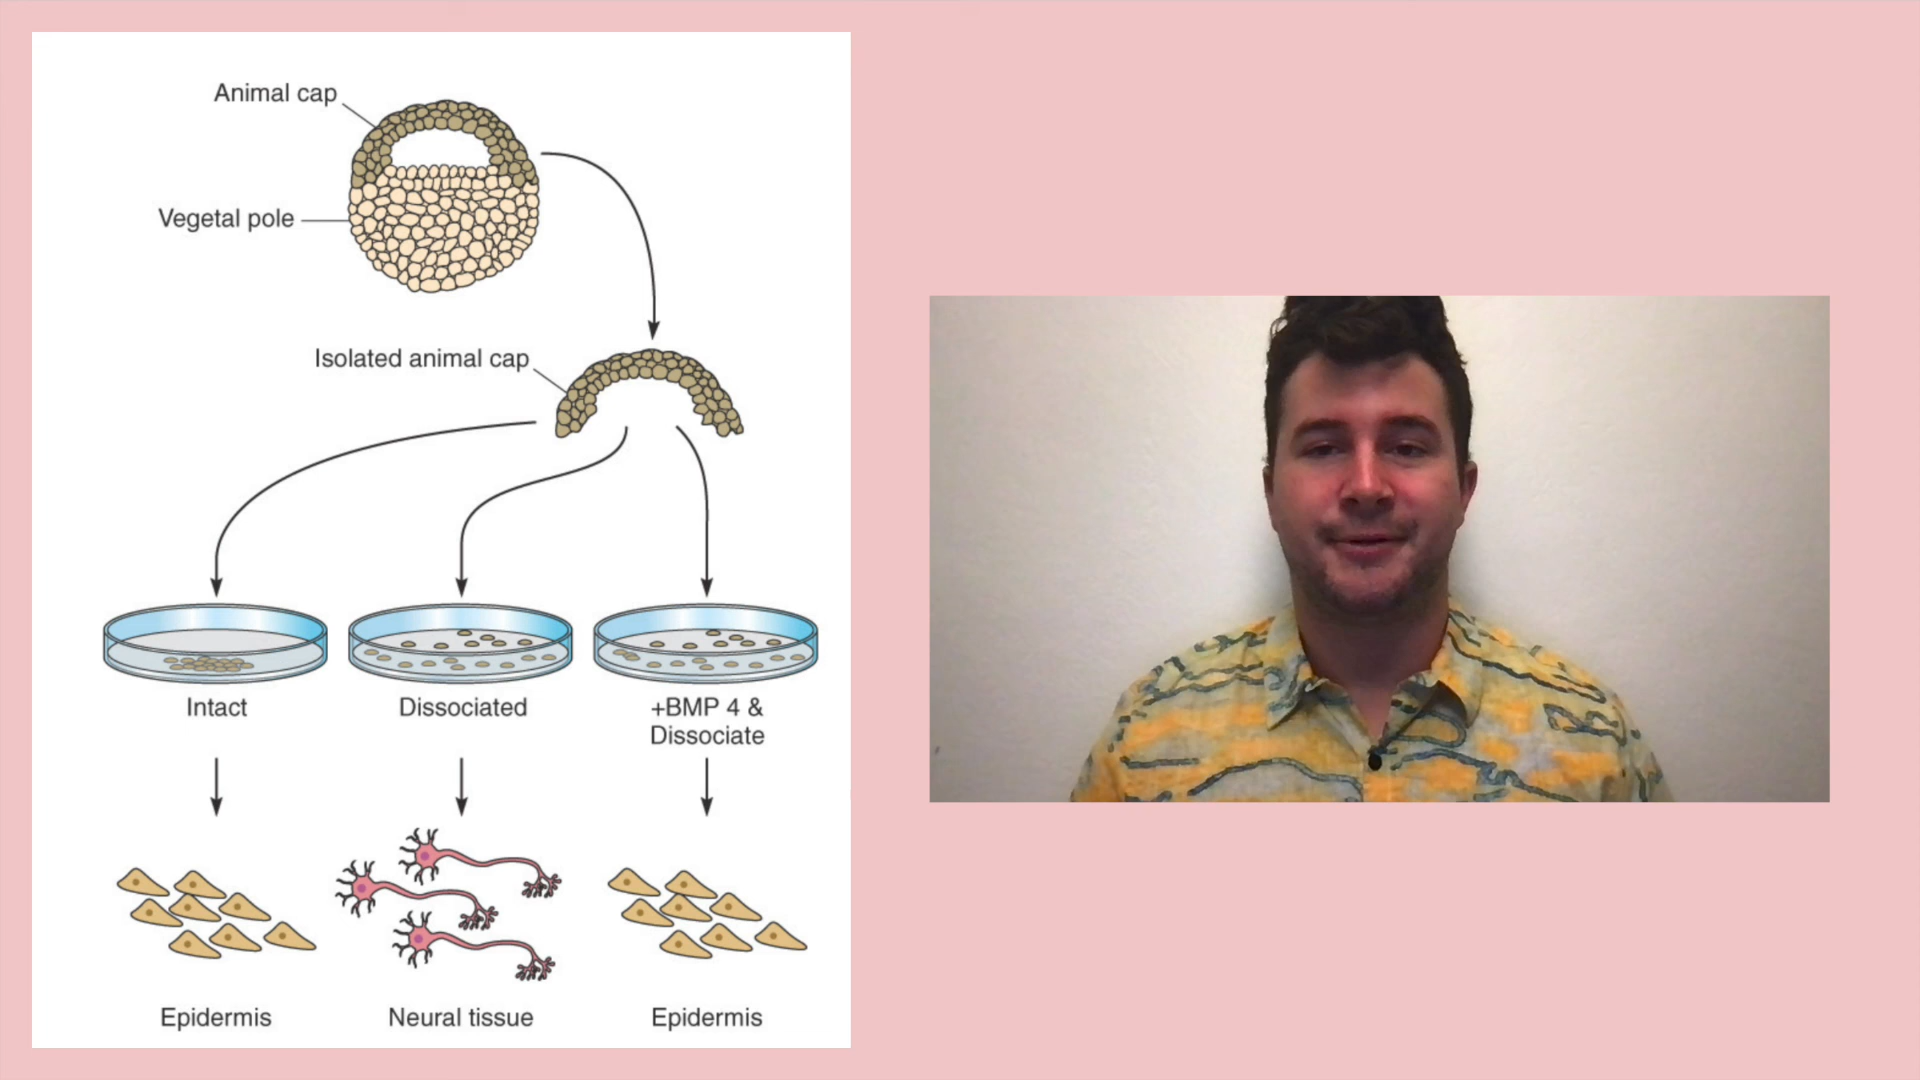 Animal cap
Vegetal pole
Isolated animal cap
Intact
Dissociated
+BMP 4 &
Dissociate
Epidermis
Neural tissue
Epidermis